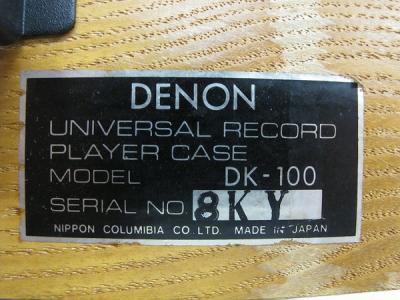 DENON
UNIVERSAL RECORD
PLAYER CASE
MODEL DK-100
SERIAL NO. 8KY
NIPPON COLUMBIA CO. LTD. MADE IN JAPAN